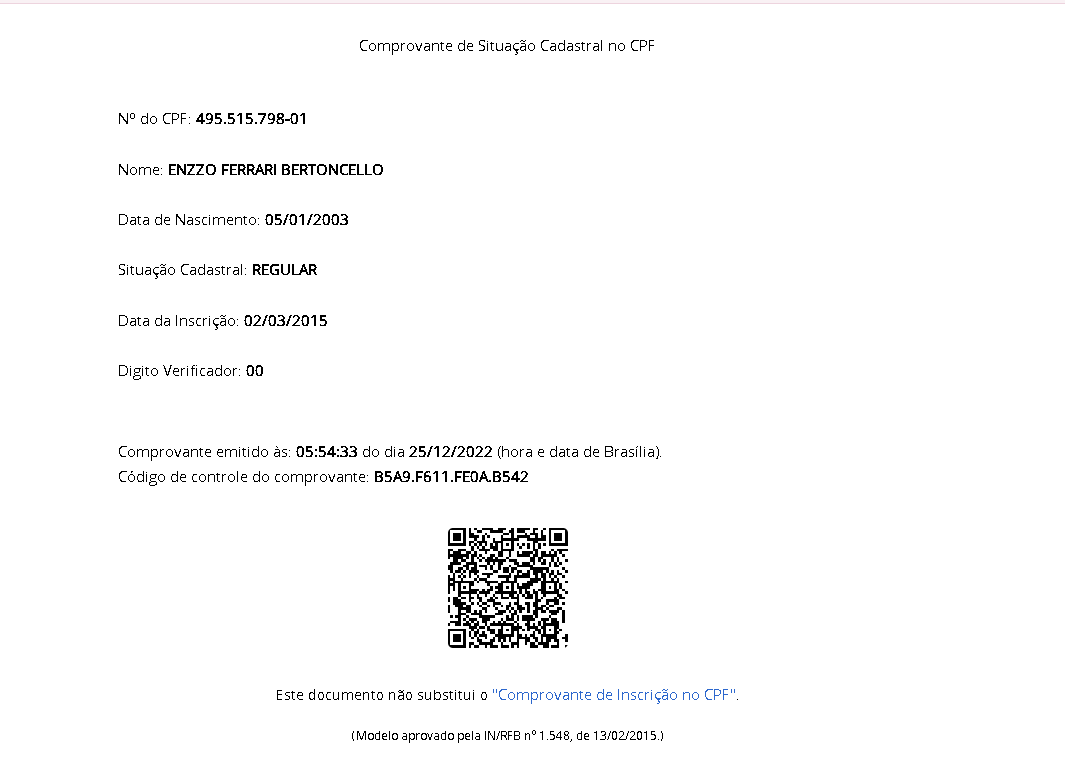 Comprovante de Situação Cadastral no CPF
Nº do CPF: 495.515.798-01
Nome: ENZZO FERRARI BERTONCELLO
Data de Nascimento: 05/01/2003
Situação Cadastral: REGULAR
Data da Inscrição: 02/03/2015
Digito Verificador: 00
Comprovante emitido às: 05:54:33 do dia 25/12/2022 (hora e data de Brasília).
Código de controle do comprovante: B5A9.F611.FE0A.B542
Este documento não substitui o "Comprovante de Inscrição no CPF".
(Modelo aprovado pela IN/RFB nº 1.548, de 13/02/2015.)